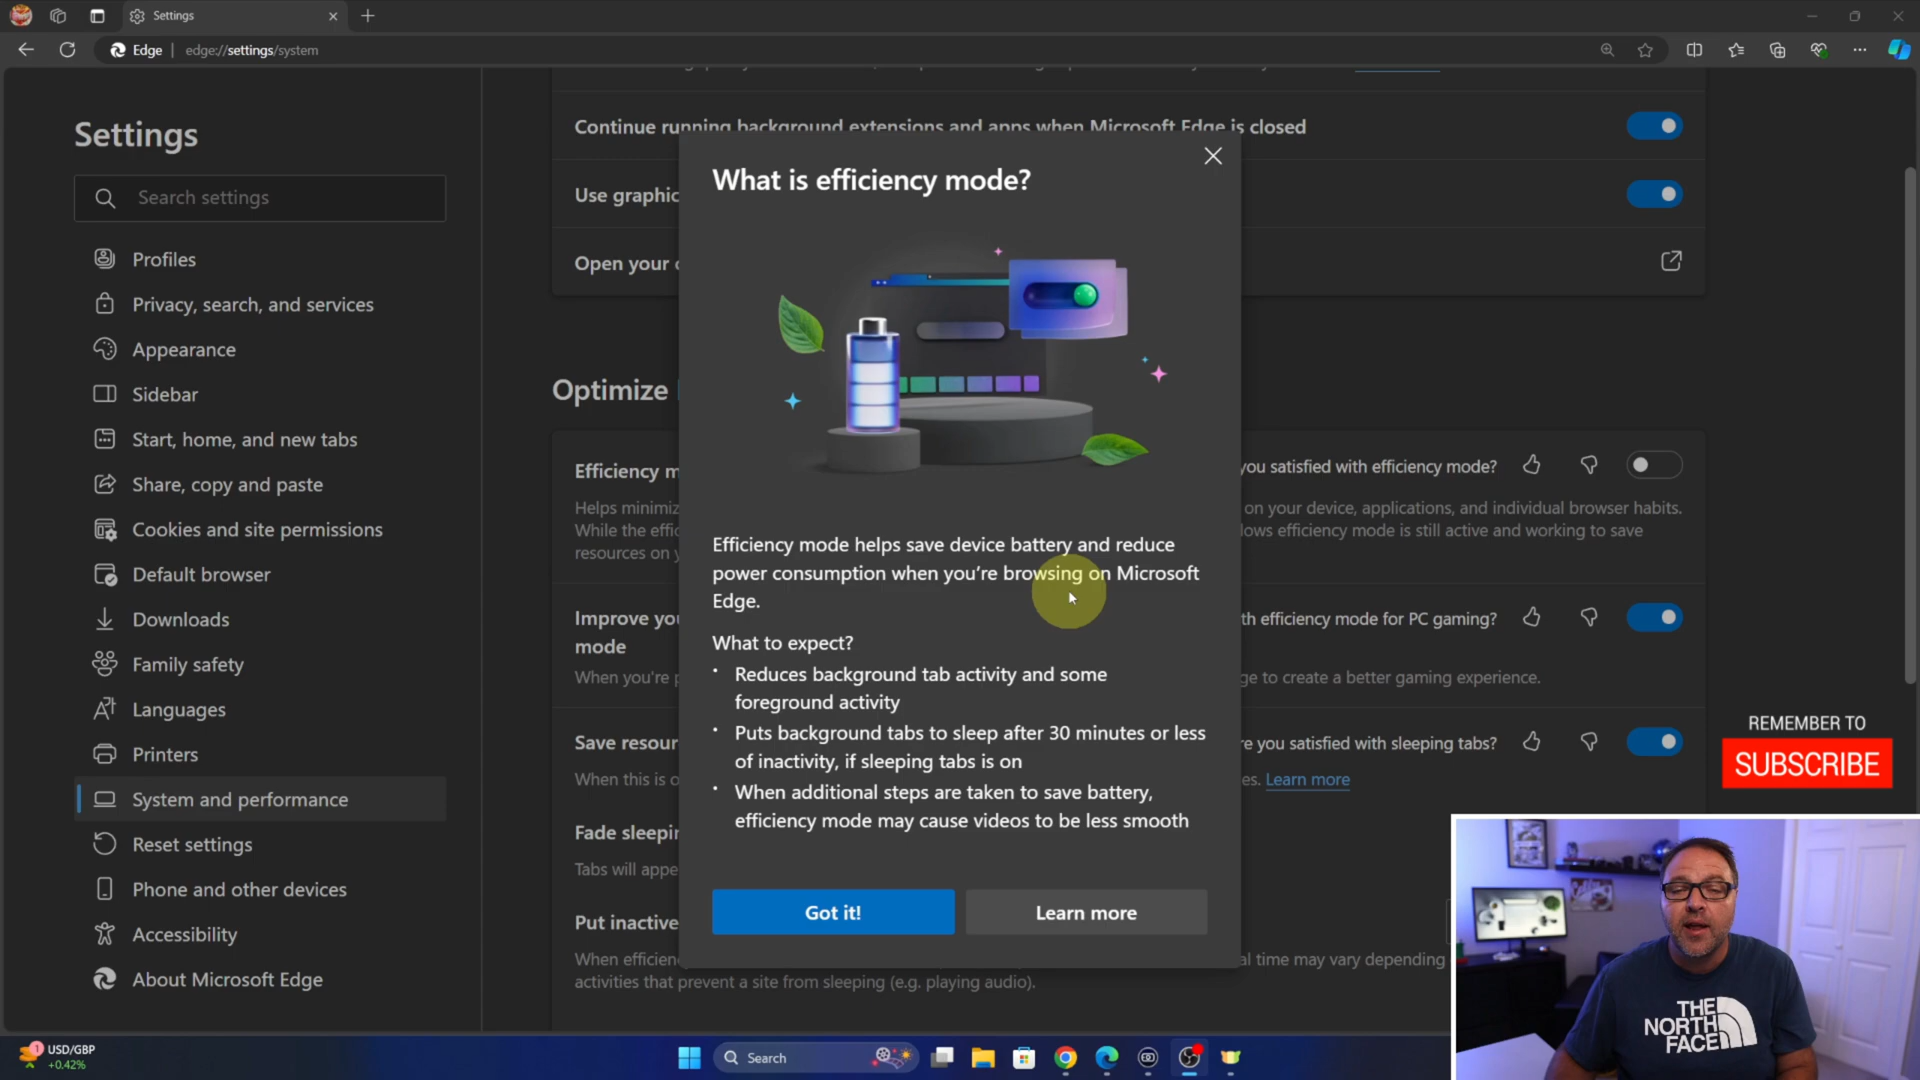 Settings
Edge
edge://settings/system
Settings
Search settings
Profiles
Privacy, search, and services
Appearance
Sidebar
Start, home, and new tabs
Share, copy and paste
Cookies and site permissions
Default browser
Downloads
Family safety
Languages
Printers
System and performance
Reset settings
Phone and other devices
Accessibility
About Microsoft Edge
Continue running background extensions and apps when Microsoft Edge is closed
Use graphic
Open your
Optimize
Efficiency m
you satisfied with efficiency mode?
Helps minimiz
on your device, applications, and individual browser habits.
While the effic
lows efficiency mode is still active and working to save
resources on
Improve you
mode
th efficiency mode for PC gaming?
When you're p
ge to create a better gaming experience.
Save resour
re you satisfied with sleeping tabs?
When this is o
es. Learn more
Fade sleepin
Tabs will appe
Put inactive
When efficien
al time may vary depending
activities that prevent a site from sleeping (e.g. playing audio).
What is efficiency mode?
Efficiency mode helps save device battery and reduce
power consumption when you're browsing on Microsoft
Edge.
What to expect?
• Reduces background tab activity and some
foreground activity
• Puts background tabs to sleep after 30 minutes or less
of inactivity, if sleeping tabs is on
• When additional steps are taken to save battery,
efficiency mode may cause videos to be less smooth
Got it!
Learn more
REMEMBER TO
SUBSCRIBE
THE
NORTH
FACE
1
USD/GBP
+0.42%
Search